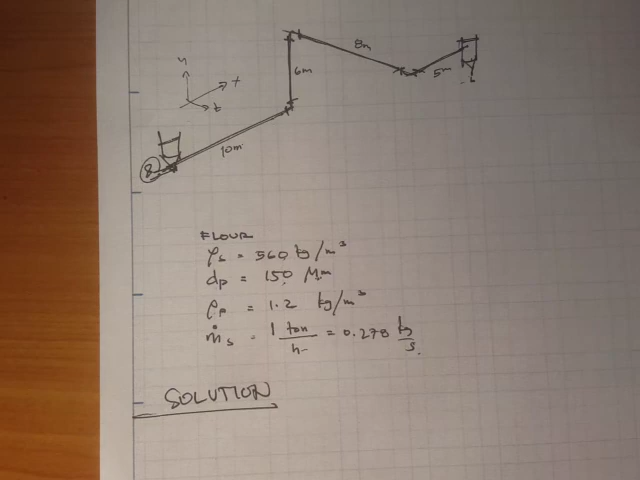 8m
6m
5m
y
x
z
10m
FLOUR
ρs = 560 kg/m³
dp = 150 μm
ρF = 1.2 kg/m³
ṁs = 1 ton/h = 0.278 kg/s.
SOLUTION